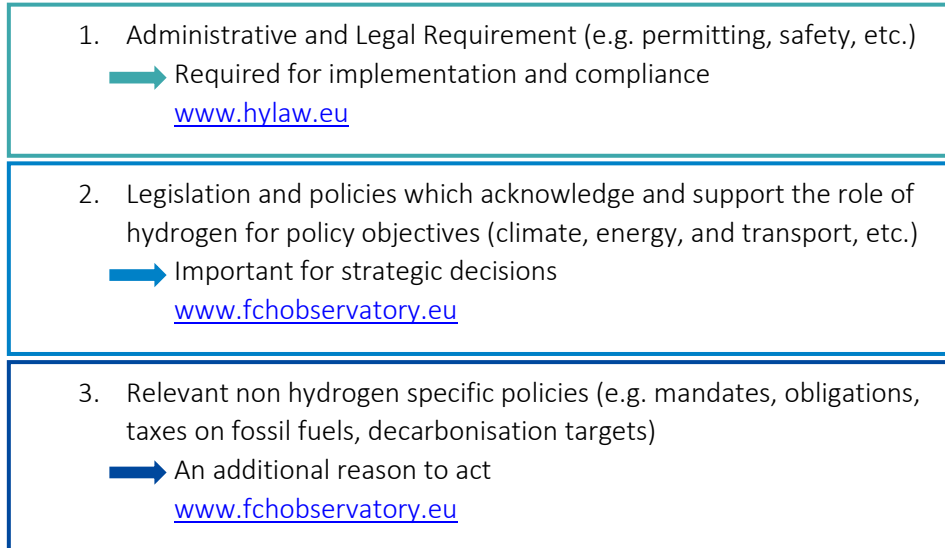 1. Administrative and Legal Requirement (e.g. permitting, safety, etc.)
Required for implementation and compliance
www.hylaw.eu
2. Legislation and policies which acknowledge and support the role of
hydrogen for policy objectives (climate, energy, and transport, etc.)
Important for strategic decisions
www.fchobservatory.eu
3. Relevant non hydrogen specific policies (e.g. mandates, obligations,
taxes on fossil fuels, decarbonisation targets)
An additional reason to act
www.fchobservatory.eu